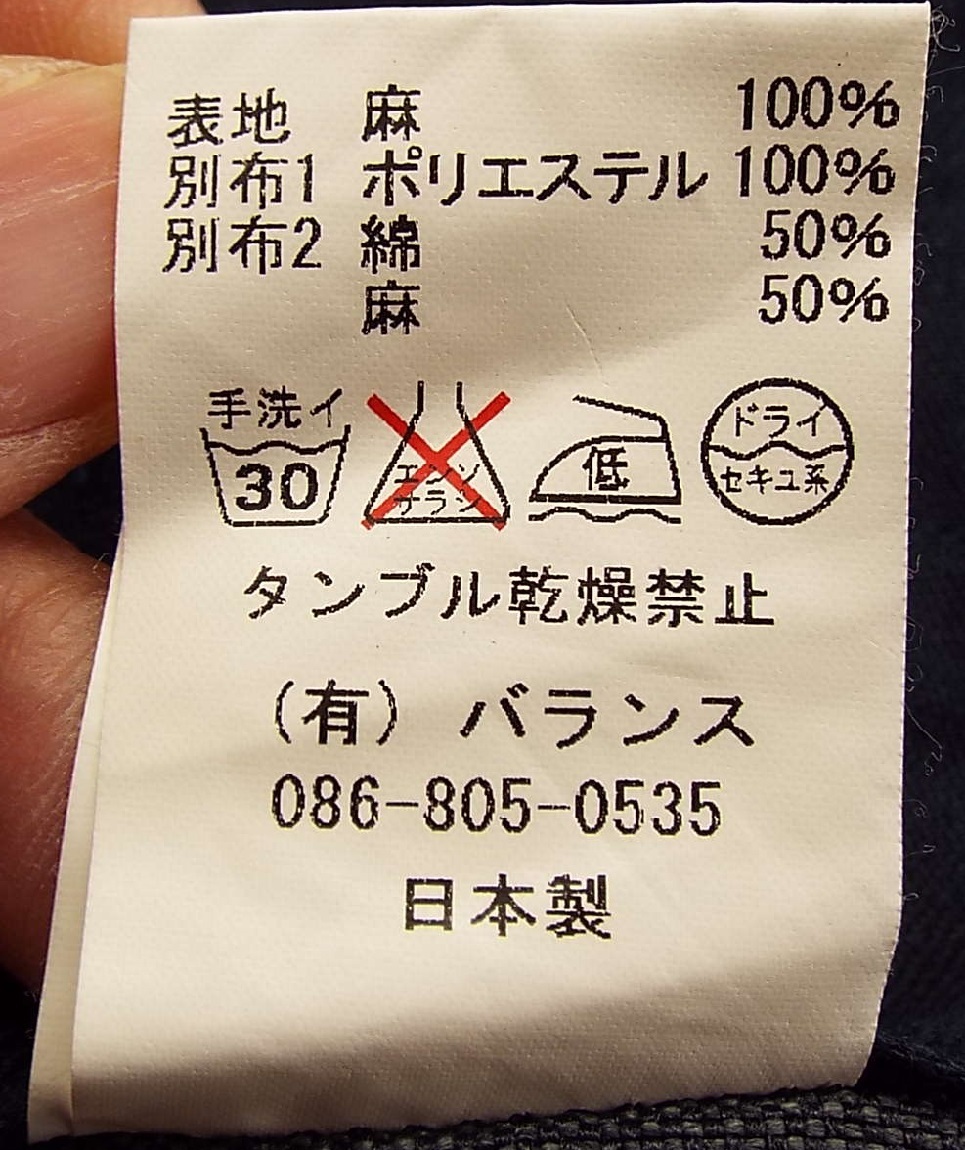 表地 麻 100%
別布1 ポリエステル 100%
別布2 綿 50%
麻 50%
手洗イ
30
エンソ
サラシ
低
ドライ
セキユ系
タンブル乾燥禁止
(有) バランス
086-805-0535
日本製